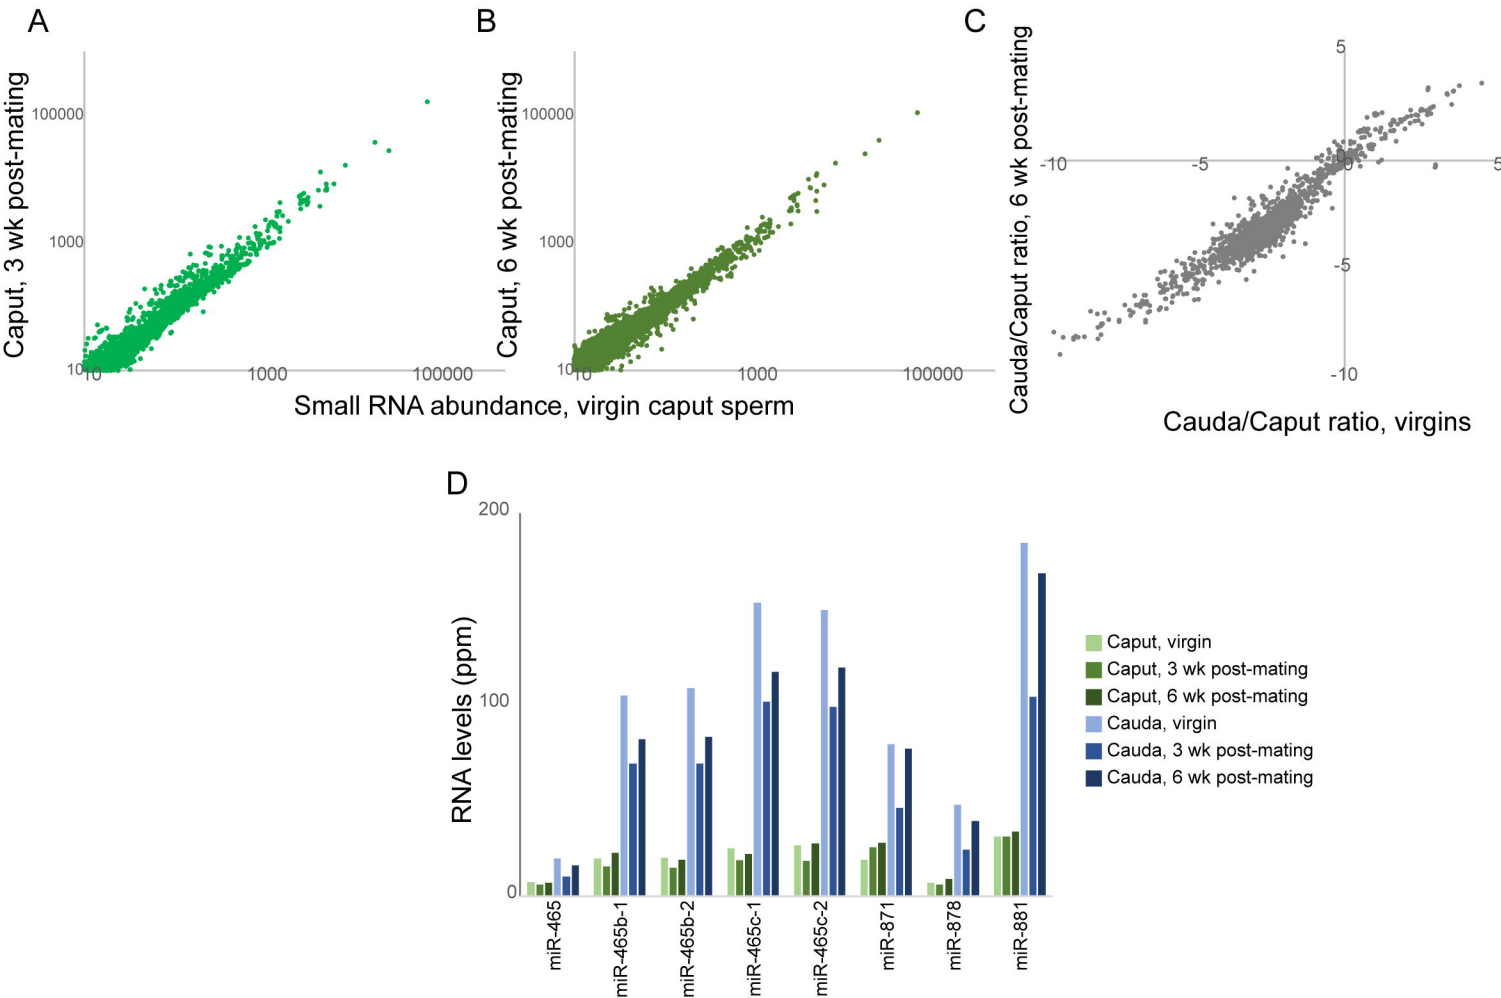 A
B
C
Caput, 3 wk post-mating
100000
1000
10
10
1000
100000
Caput, 6 wk post-mating
100000
1000
10
10
1000
100000
Small RNA abundance, virgin caput sperm
Cauda/Caput ratio, 6 wk post-mating
5
-10
-5
0
0
5
-5
-10
Cauda/Caput ratio, virgins
D
RNA levels (ppm)
200
100
0
miR-465
miR-465b-1
miR-465b-2
miR-465c-1
miR-465c-2
miR-871
miR-878
miR-881
Caput, virgin
Caput, 3 wk post-mating
Caput, 6 wk post-mating
Cauda, virgin
Cauda, 3 wk post-mating
Cauda, 6 wk post-mating